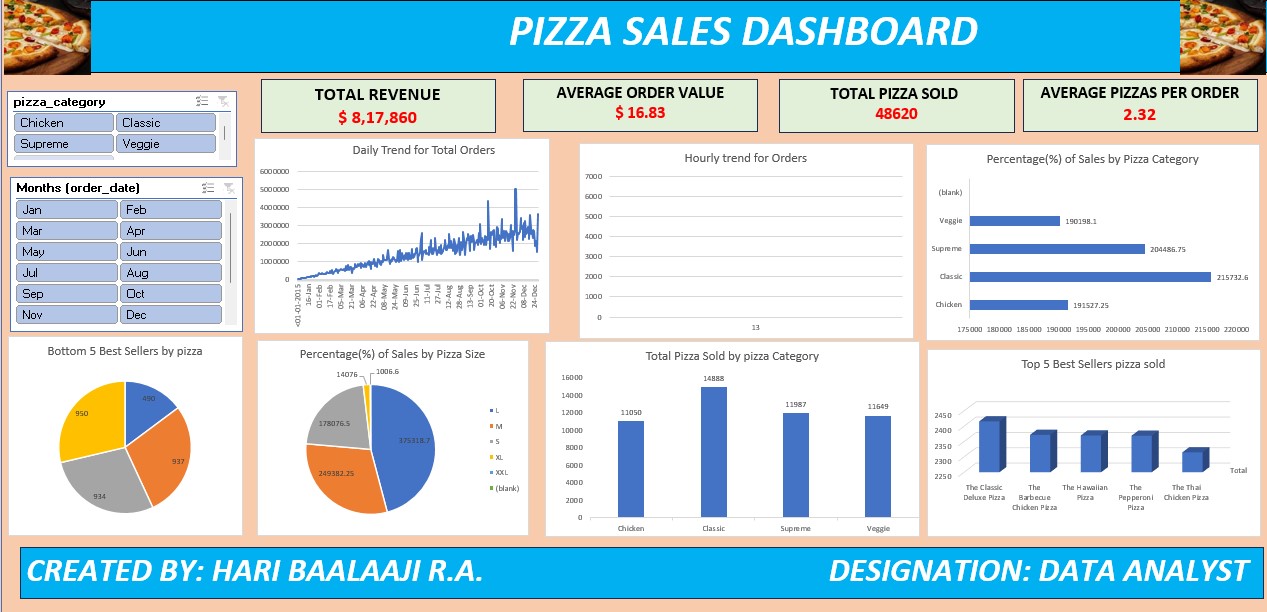 PIZZA SALES DASHBOARD
pizza_category
Chicken
Classic
Supreme
Veggie
TOTAL REVENUE
$ 8,17,860
AVERAGE ORDER VALUE
$ 16.83
TOTAL PIZZA SOLD
48620
AVERAGE PIZZAS PER ORDER
2.32
Months (order_date)
Jan
Feb
Mar
Apr
May
Jun
Jul
Aug
Sep
Oct
Nov
Dec
Daily Trend for Total Orders
6000000
5000000
4000000
3000000
2000000
1000000
0
<01-01-2015
16-Jan
01-Feb
17-Feb
05-Mar
21-Mar
06-Apr
22-Apr
08-May
24-May
09-Jun
25-Jun
11-Jul
27-Jul
12-Aug
28-Aug
13-Sep
01-Oct
20-Oct
06-Nov
22-Nov
08-Dec
24-Dec
Hourly trend for Orders
7000
6000
5000
4000
3000
2000
1000
0
13
Percentage(%) of Sales by Pizza Category
(blank)
Veggie
190198.1
Supreme
204486.75
Classic
215732.6
Chicken
191527.25
175000 180000 185000 190000 195000 200000 205000 210000 215000 220000
Bottom 5 Best Sellers by pizza
490
937
934
950
Percentage(%) of Sales by Pizza Size
14076
1006.6
178076.5
375318.7
249382.25
L
M
S
XL
XXL
(blank)
Total Pizza Sold by pizza Category
16000
14000
12000
10000
8000
6000
4000
2000
0
11050
14888
11987
11649
Chicken
Classic
Supreme
Veggie
Top 5 Best Sellers pizza sold
2450
2400
2350
2300
2250
Total
The Classic
Deluxe Pizza
The
Barbecue
Chicken Pizza
The Hawaiian
Pizza
The
Pepperoni
Pizza
The Thai
Chicken Pizza
CREATED BY: HARI BAALAAJI R.A.
DESIGNATION: DATA ANALYST